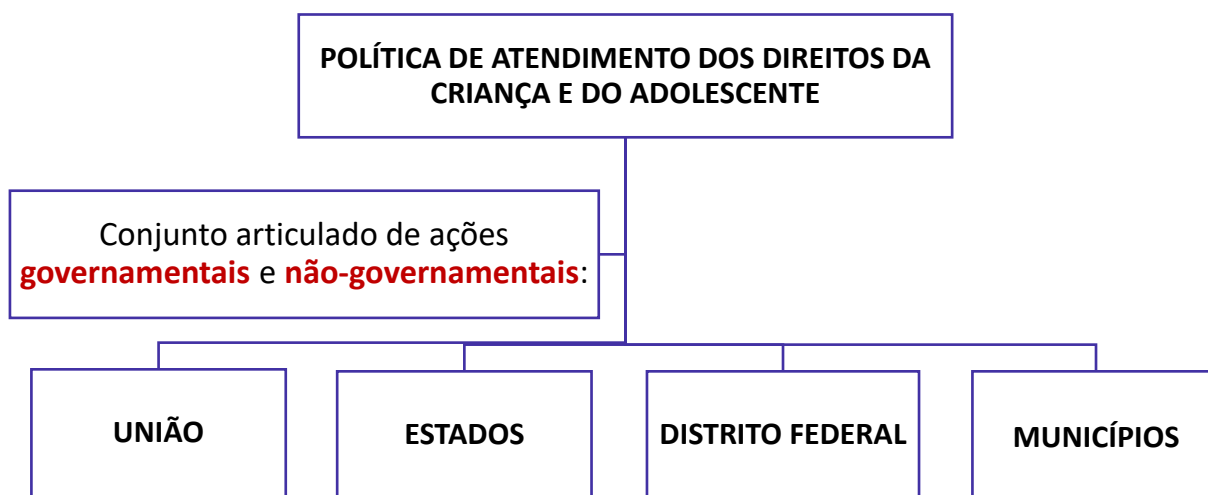 POLÍTICA DE ATENDIMENTO DOS DIREITOS DA
CRIANÇA E DO ADOLESCENTE
Conjunto articulado de ações
governamentais e não-governamentais:
UNIÃO
ESTADOS
DISTRITO FEDERAL
MUNICÍPIOS